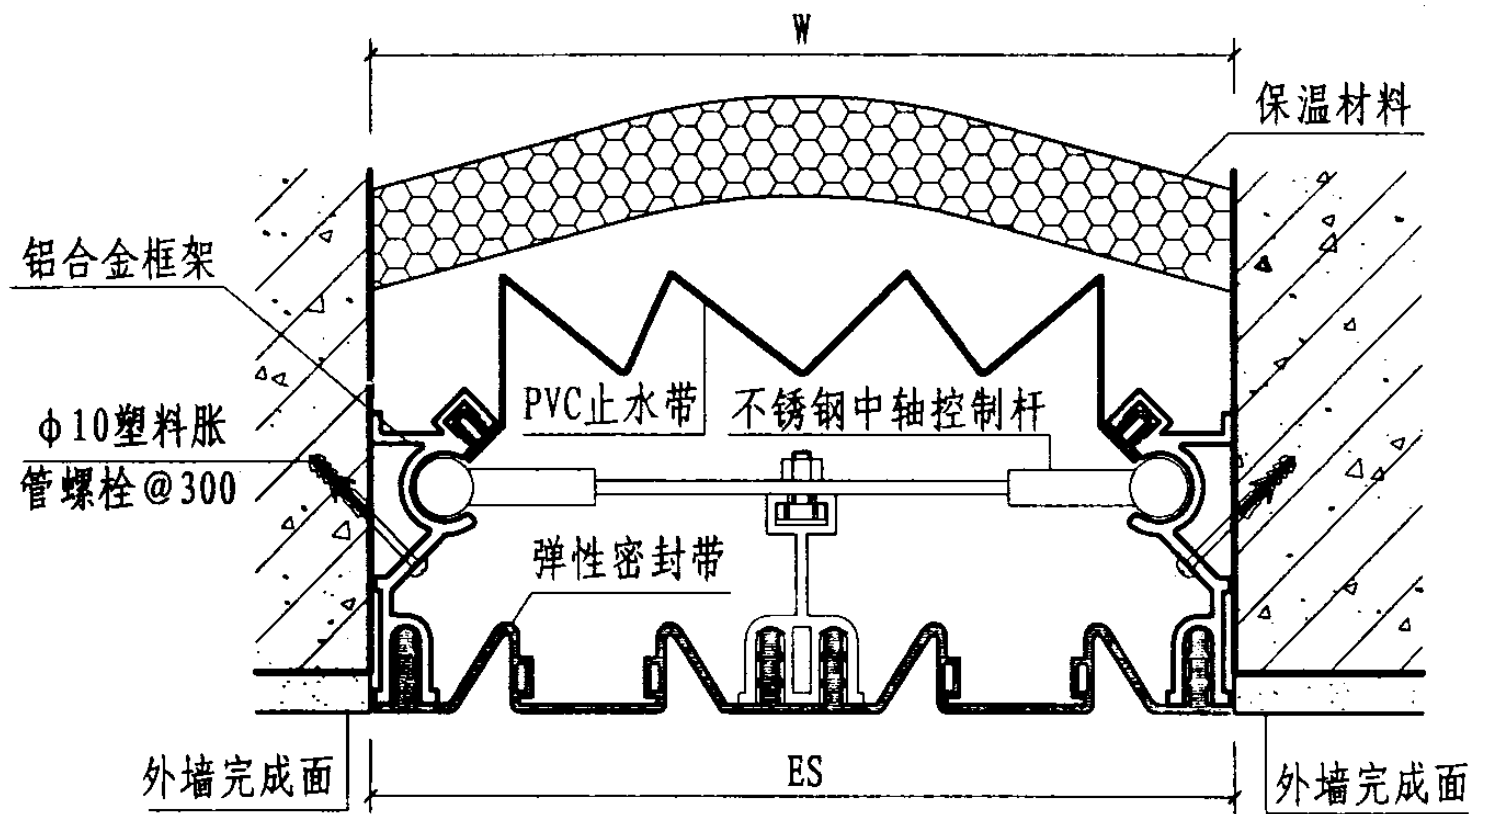 W
保温材料
铝合金框架
PVC止水带
不锈钢中轴控制杆
φ10塑料胀
管螺栓@300
弹性密封带
外墙完成面
ES
外墙完成面